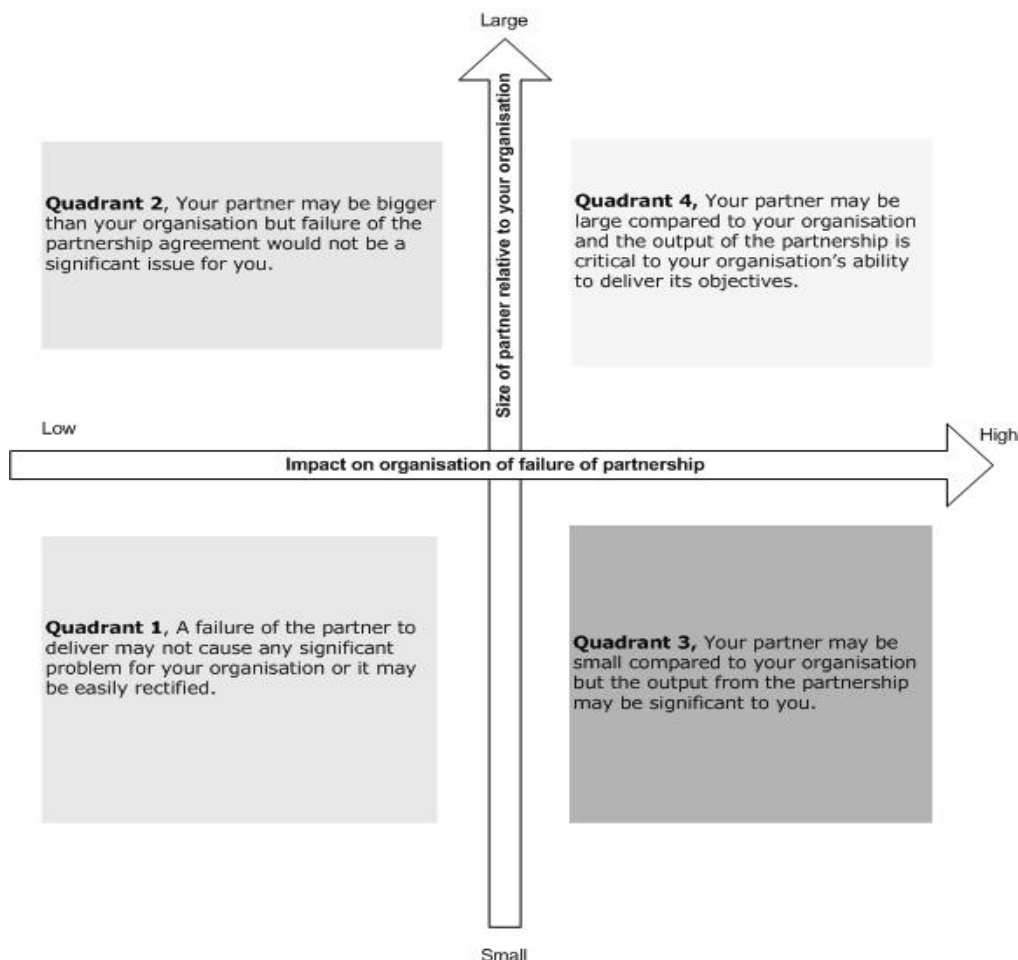 Large
Size of partner relative to your organisation
Quadrant 2, Your partner may be bigger
than your organisation but failure of the
partnership agreement would not be a
significant issue for you.
Quadrant 4, Your partner may be
large compared to your organisation
and the output of the partnership is
critical to your organisation's ability
to deliver its objectives.
Low
High
Impact on organisation of failure of partnership
Quadrant 1, A failure of the partner to
deliver may not cause any significant
problem for your organisation or it may
be easily rectified.
Quadrant 3, Your partner may be
small compared to your organisation
but the output from the partnership
may be significant to you.
Small